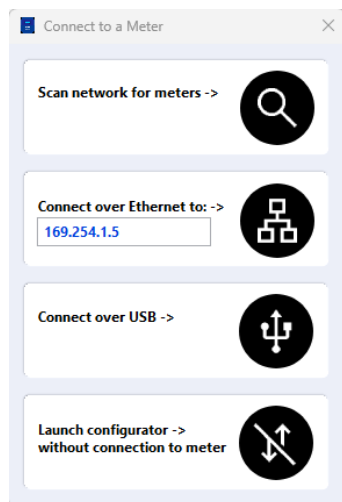 Connect to a Meter
Scan network for meters ->
Connect over Ethernet to: ->
169.254.1.5
Connect over USB ->
Launch configurator ->
without connection to meter